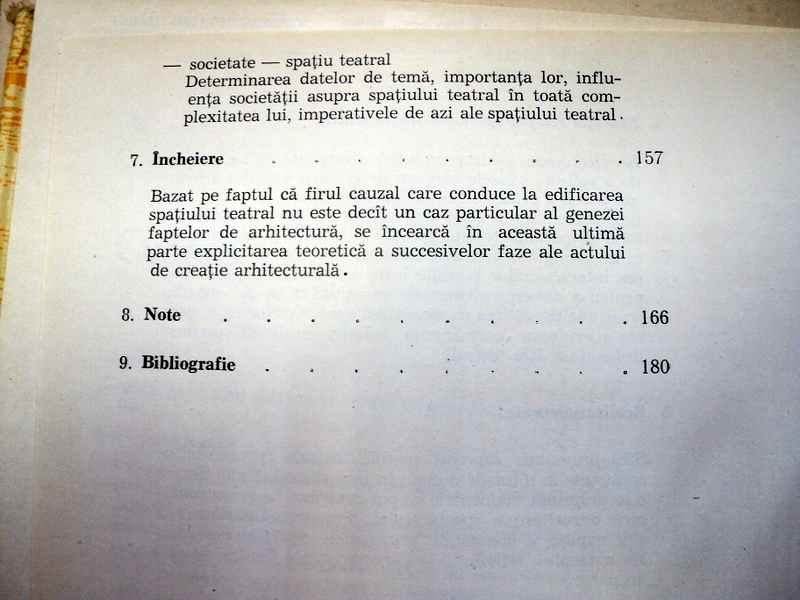 — societate — spațiu teatral
Determinarea datelor de temă, importanța lor, influ-
ența societății asupra spațiului teatral în toată com-
plexitatea lui, imperativele de azi ale spațiului teatral.
7. Încheiere . . . . . . . . . 157
Bazat pe faptul că firul cauzal care conduce la edificarea
spațiului teatral nu este decît un caz particular al genezei
faptelor de arhitectură, se încearcă în această ultimă
parte explicitarea teoretică a succesivelor faze ale actului
de creație arhitecturală.
8. Note . . . . . . . . . . 166
9. Bibliografie . . . . . . . . . 180